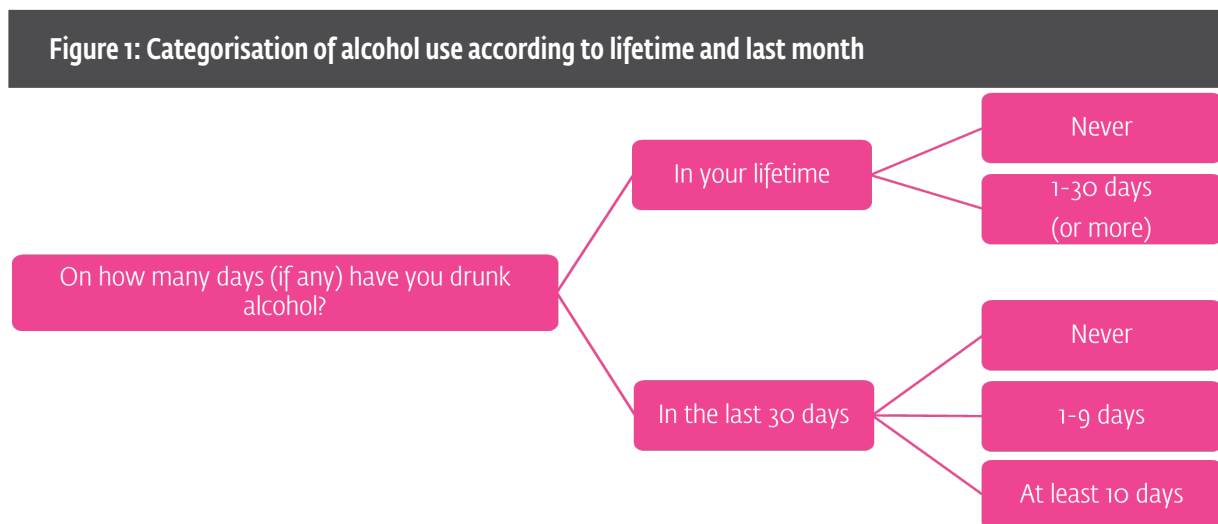 Figure 1: Categorisation of alcohol use according to lifetime and last month
On how many days (if any) have you drunk
alcohol?
In your lifetime
Never
1-30 days
(or more)
In the last 30 days
Never
1-9 days
At least 10 days